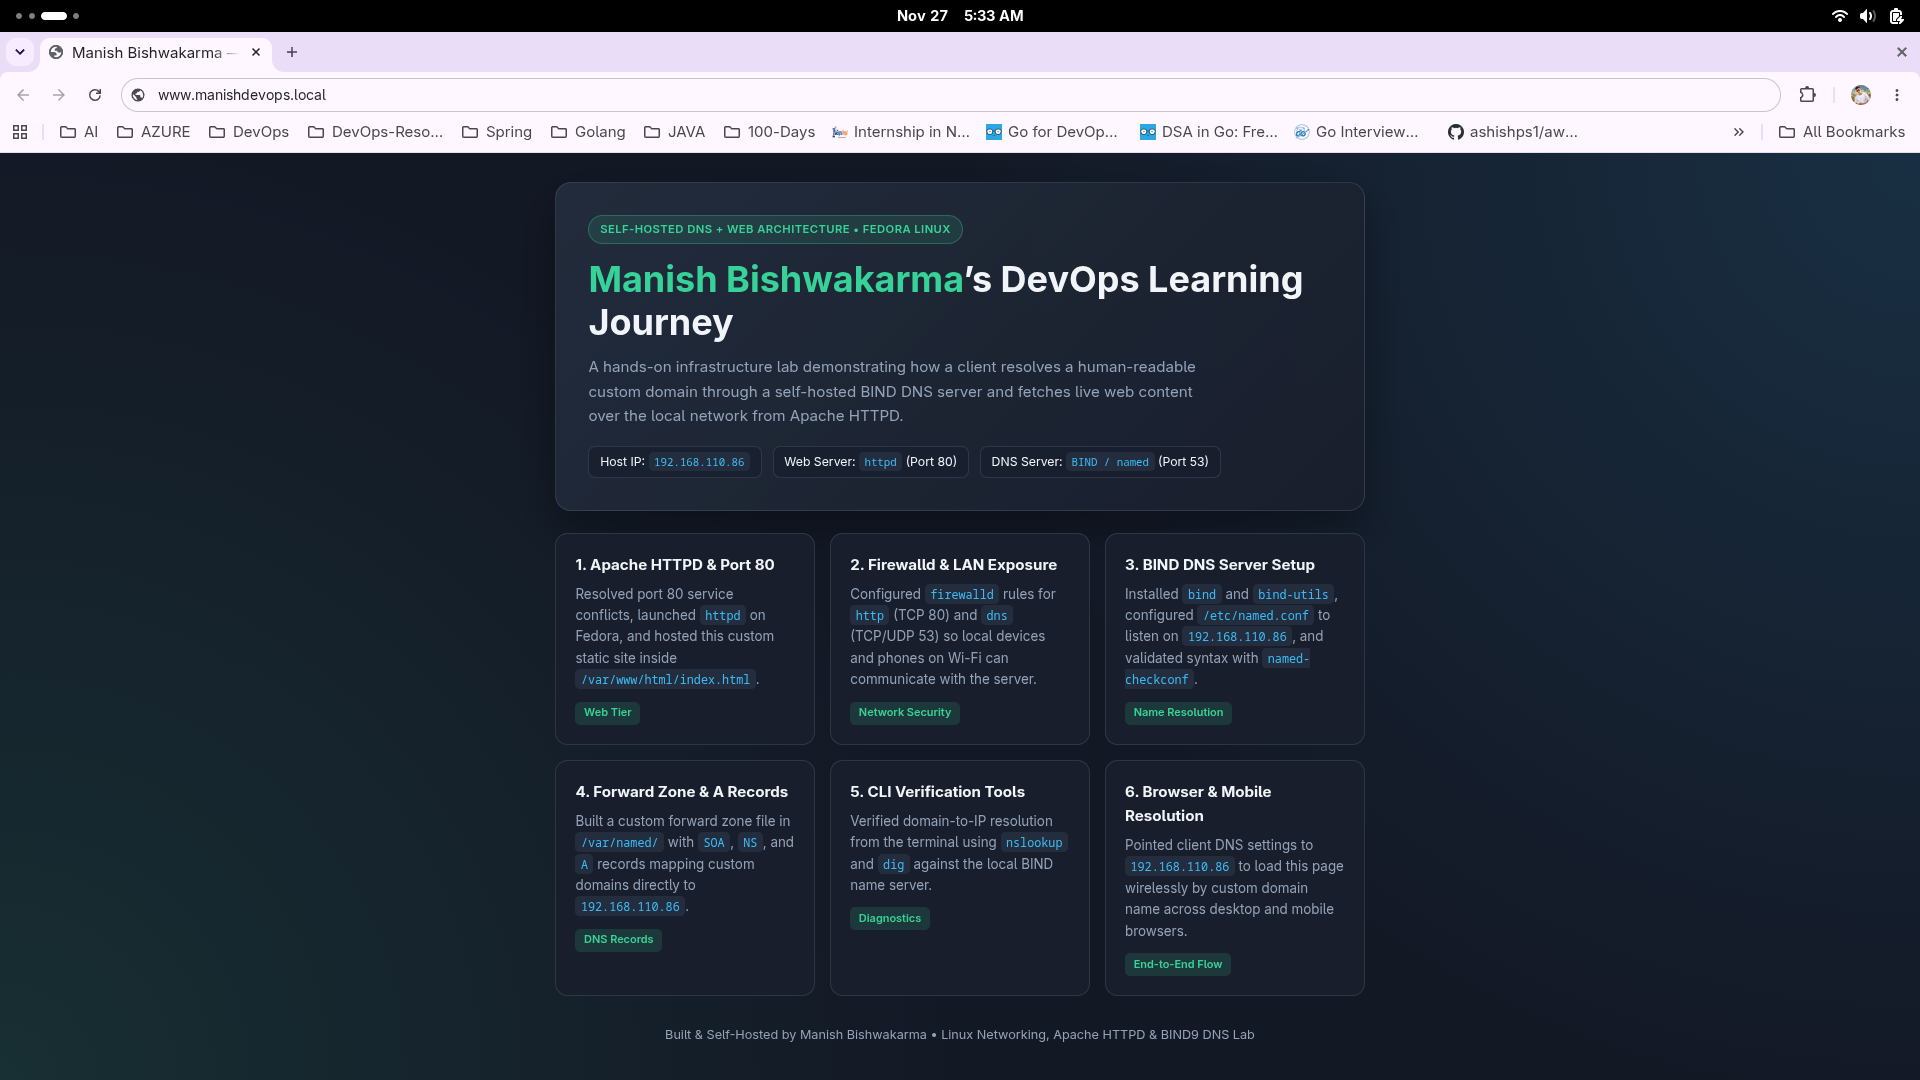 Nov 27 5:33 AM
Manish Bishwakarma —
www.manishdevops.local
AI AZURE DevOps DevOps-Reso... Spring Golang JAVA 100-Days Internship in N... Go for DevOp... DSA in Go: Fre... Go Interview... ashishps1/aw... » All Bookmarks
SELF-HOSTED DNS + WEB ARCHITECTURE • FEDORA LINUX
Manish Bishwakarma’s DevOps Learning
Journey
A hands-on infrastructure lab demonstrating how a client resolves a human-readable
custom domain through a self-hosted BIND DNS server and fetches live web content
over the local network from Apache HTTPD.
Host IP: 192.168.110.86 Web Server: httpd (Port 80) DNS Server: BIND / named (Port 53)
1. Apache HTTPD & Port 80
Resolved port 80 service
conflicts, launched httpd on
Fedora, and hosted this custom
static site inside
/var/www/html/index.html .
Web Tier
2. Firewalld & LAN Exposure
Configured firewalld rules for
http (TCP 80) and dns
(TCP/UDP 53) so local devices
and phones on Wi-Fi can
communicate with the server.
Network Security
3. BIND DNS Server Setup
Installed bind and bind-utils ,
configured /etc/named.conf to
listen on 192.168.110.86 , and
validated syntax with named-
checkconf .
Name Resolution
4. Forward Zone & A Records
Built a custom forward zone file in
/var/named/ with SOA , NS , and
A records mapping custom
domains directly to
192.168.110.86 .
DNS Records
5. CLI Verification Tools
Verified domain-to-IP resolution
from the terminal using nslookup
and dig against the local BIND
name server.
Diagnostics
6. Browser & Mobile
Resolution
Pointed client DNS settings to
192.168.110.86 to load this page
wirelessly by custom domain
name across desktop and mobile
browsers.
End-to-End Flow
Built & Self-Hosted by Manish Bishwakarma • Linux Networking, Apache HTTPD & BIND9 DNS Lab